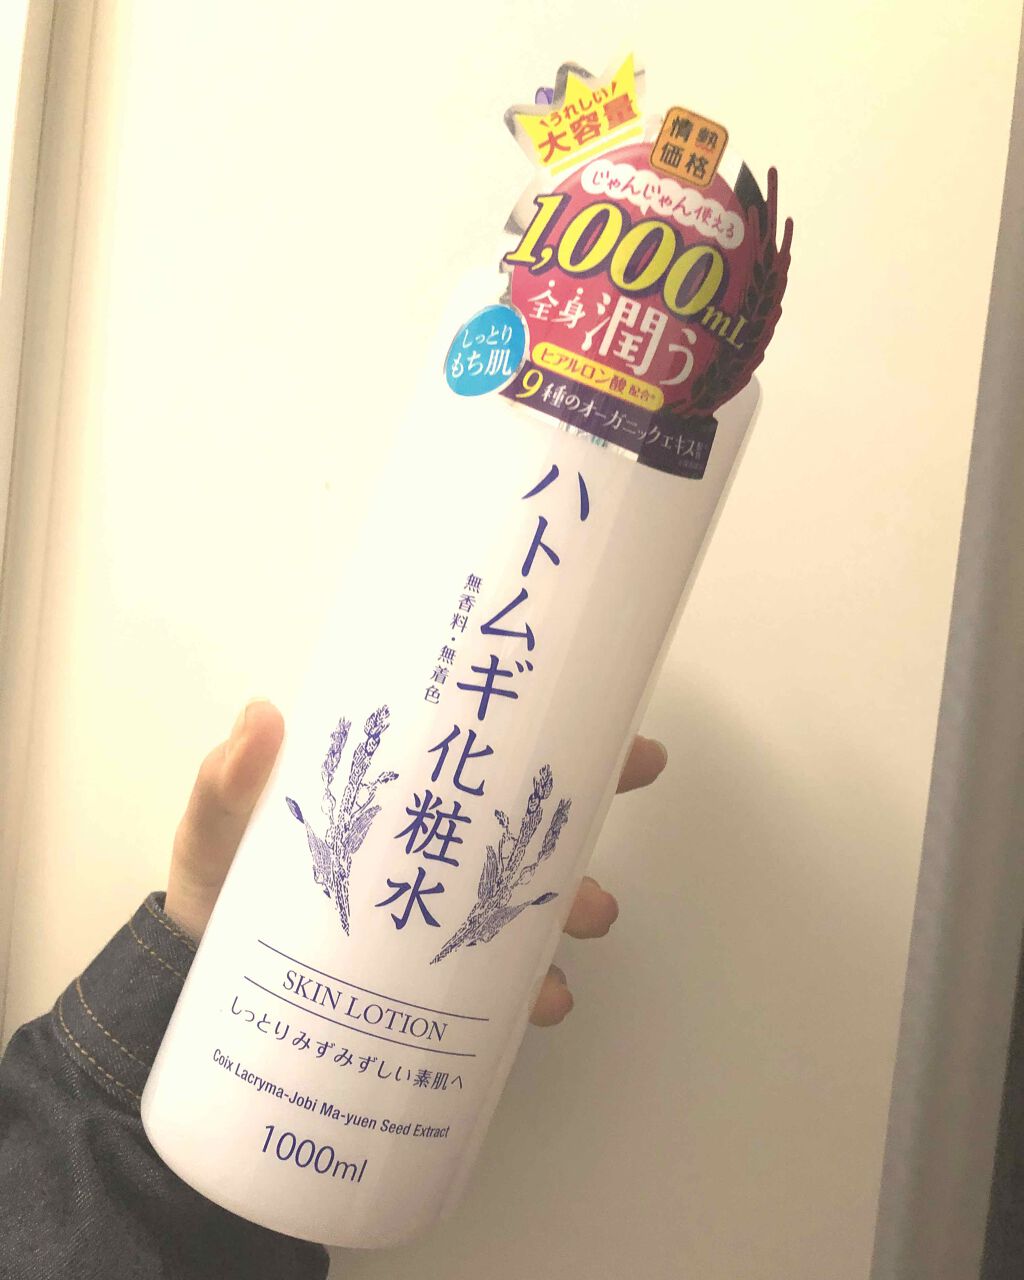 \うれしい/
大容量
情熱
価格
じゃんじゃん使える
1,000mL
全身潤う
しっとり
もち肌
ヒアルロン酸 配合*
9種のオーガニックエキス
ハトムギ化粧水
無香料・無着色
SKIN LOTION
しっとりみずみずしい素肌へ
Coix Lacryma-Jobi Ma-yuen Seed Extract
1000ml